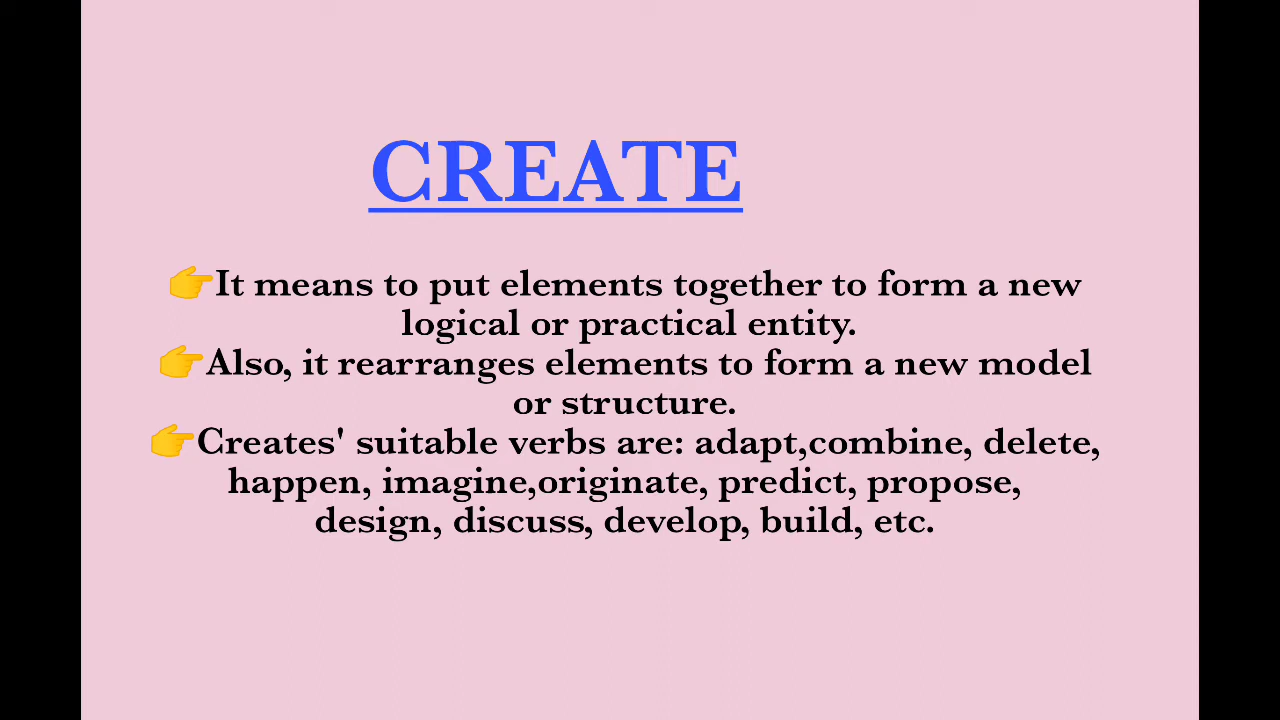 CREATE
👉It means to put elements together to form a new
logical or practical entity.
👉Also, it rearranges elements to form a new model
or structure.
👉Creates' suitable verbs are: adapt,combine, delete,
happen, imagine,originate, predict, propose,
design, discuss, develop, build, etc.